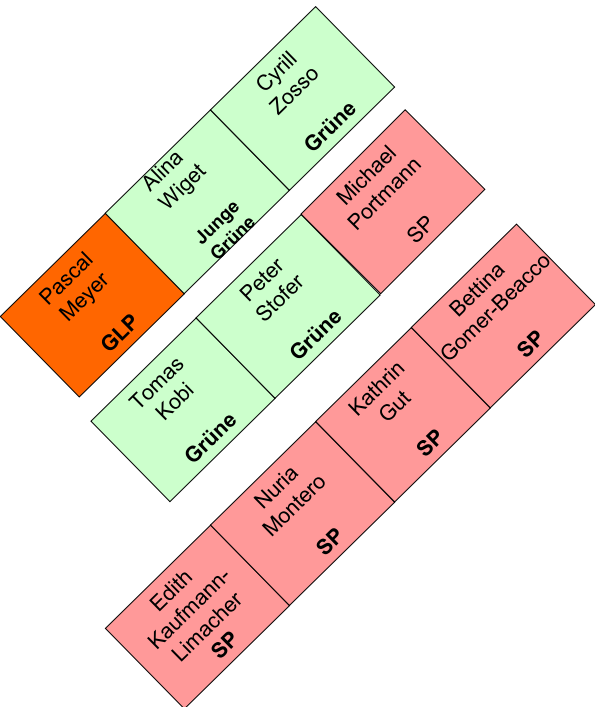 Cyrill
Zosso
Grüne
Alina
Wiget
Junge
Grüne
Pascal
Meyer
GLP
Michael
Portmann
SP
Peter
Stofer
Grüne
Tomas
Kobi
Grüne
Bettina
Gomer-Beacco
SP
Kathrin
Gut
SP
Nuria
Montero
SP
Edith
Kaufmann-
Limacher
SP